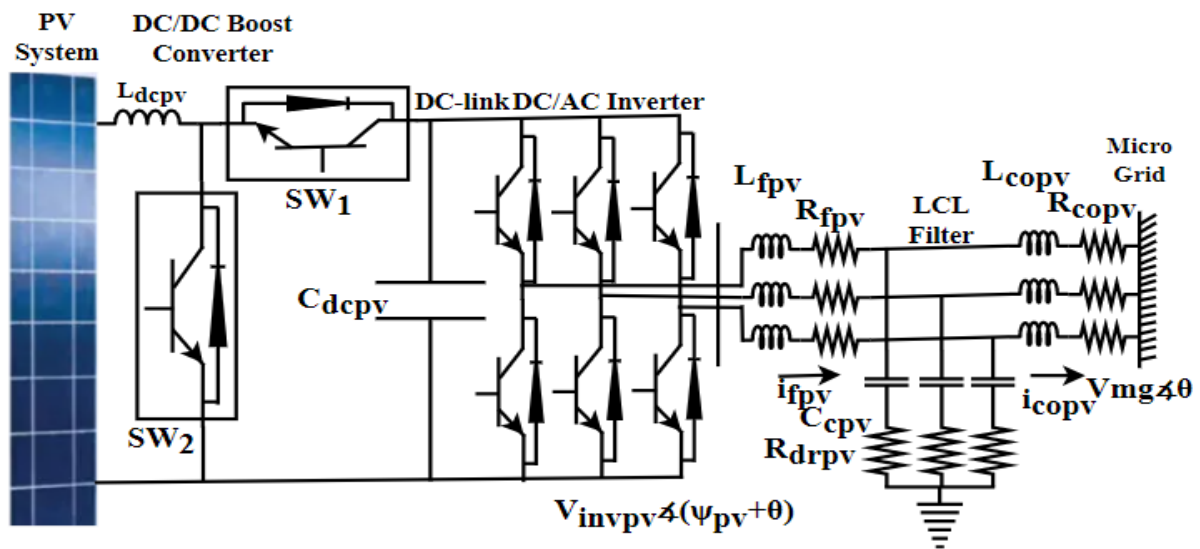 PV
System
DC/DC Boost
Converter
Ldcpv
SW1
SW2
DC-link DC/AC Inverter
Cdcpv
Vinvpv∡(ψpv+θ)
Lfpv
Rfpv
ifpv
LCL
Filter
Ccpv
Rdrpv
Lcopv
Rcopv
icopv
Micro
Grid
Vmg∡θ